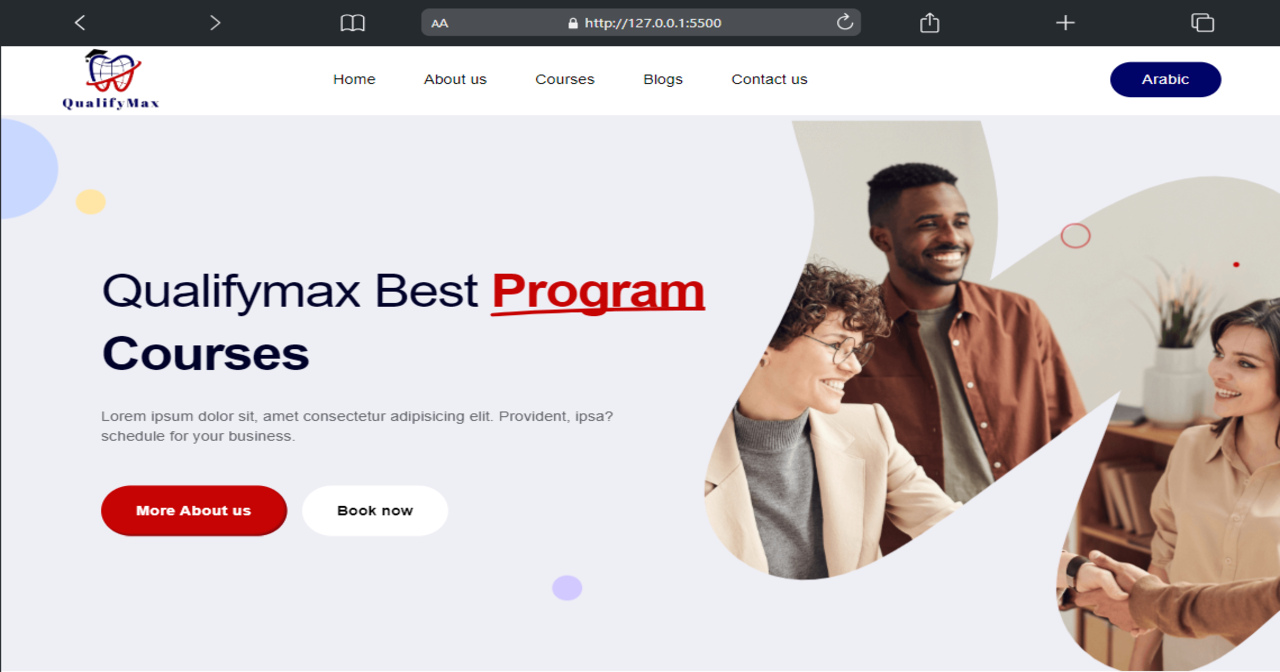 AA
http://127.0.0.1:5500
QualifyMax
Home
About us
Courses
Blogs
Contact us
Arabic
Qualifymax Best Program
Courses
Lorem ipsum dolor sit, amet consectetur adipisicing elit. Provident, ipsa?
schedule for your business.
More About us
Book now